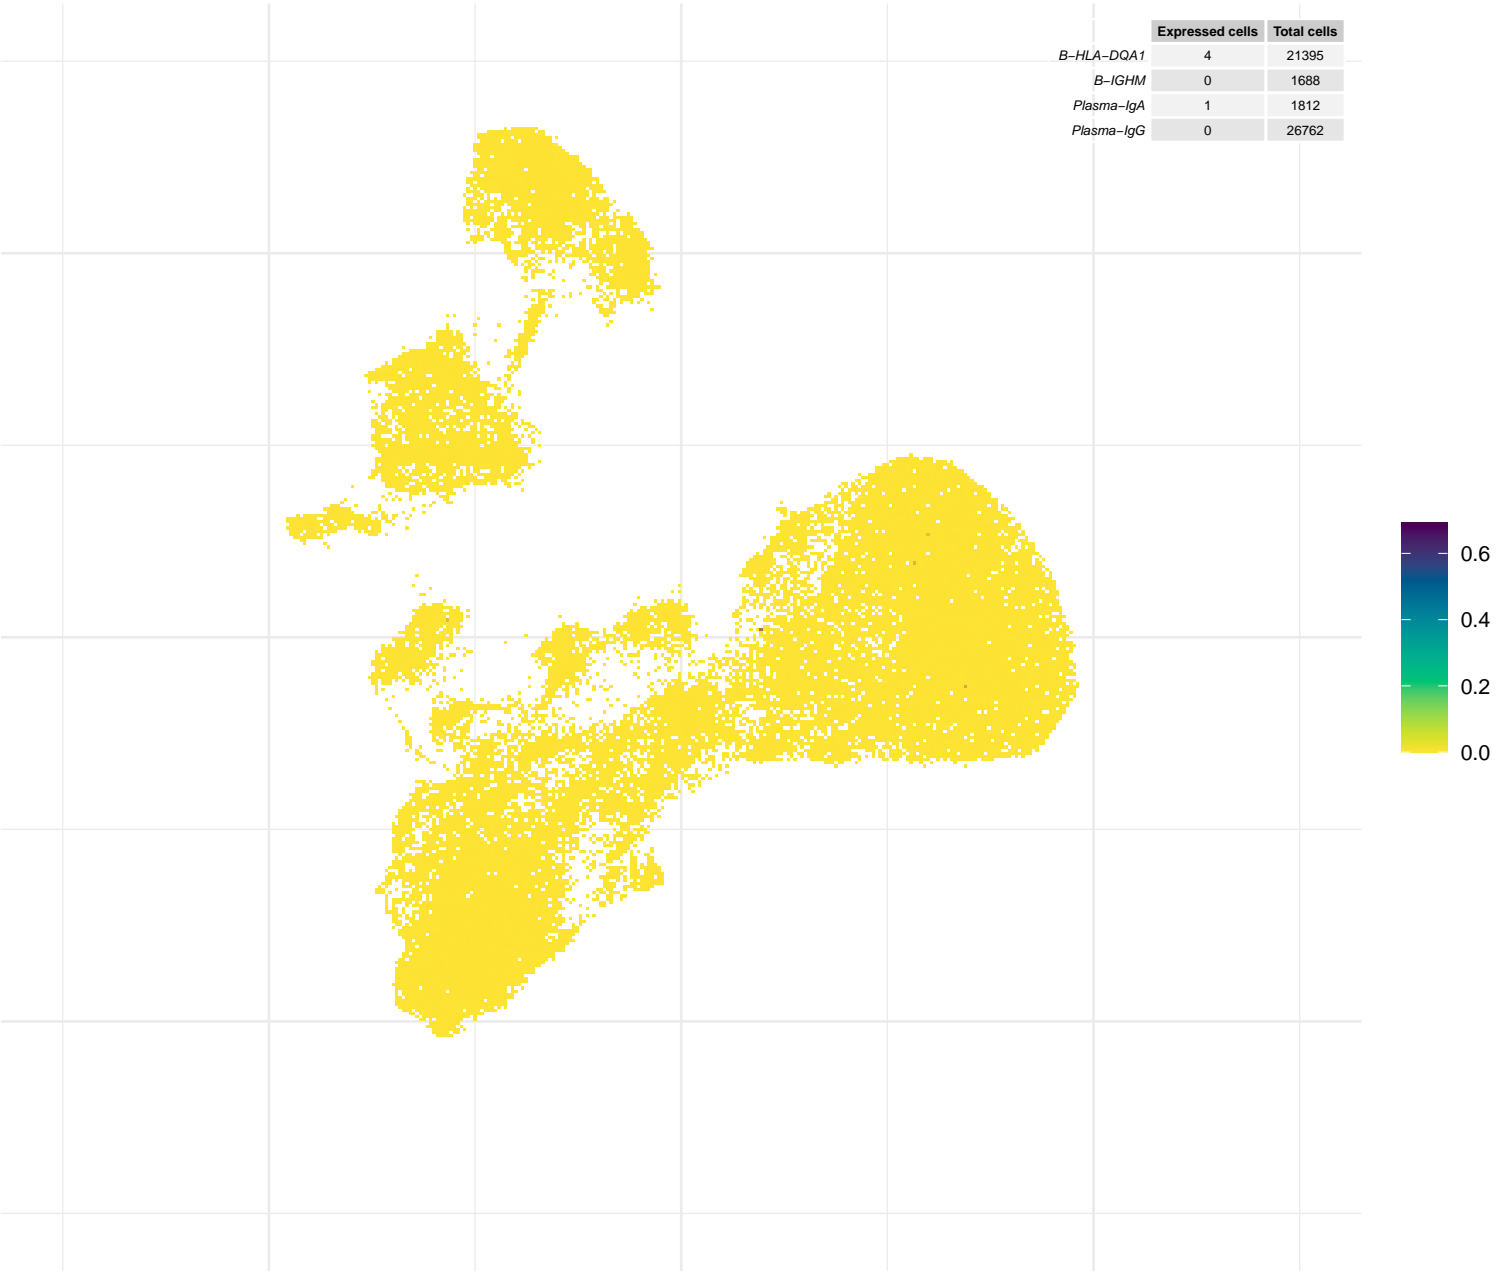 Expressed cells Total cells
B−HLA−DQA1 4 21395
B−IGHM 0 1688
Plasma−IgA 1 1812
Plasma−IgG 0 26762
0.6
0.4
0.2
0.0